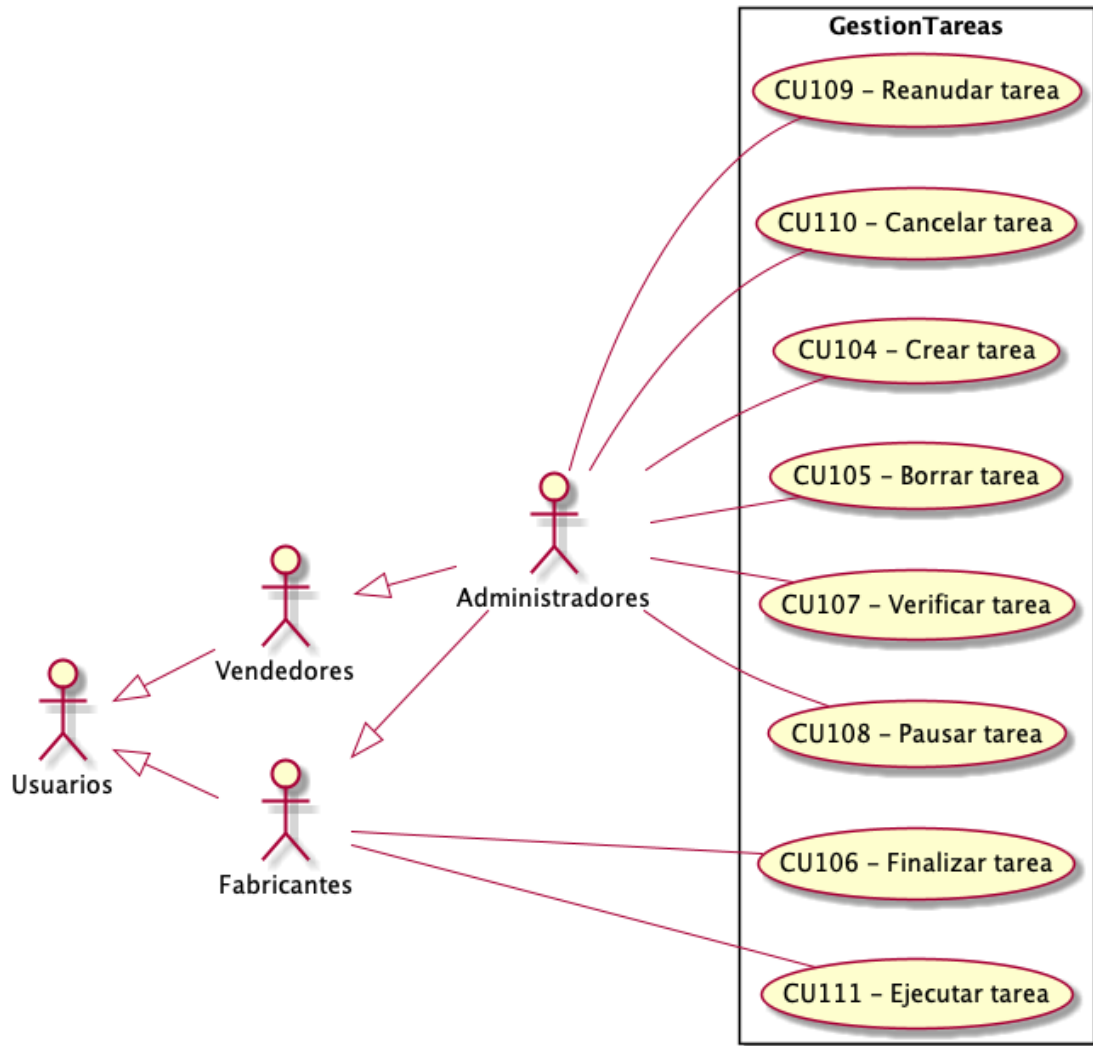 GestionTareas
CU109 – Reanudar tarea
CU110 – Cancelar tarea
CU104 – Crear tarea
CU105 – Borrar tarea
Administradores
CU107 – Verificar tarea
Vendedores
CU108 – Pausar tarea
Usuarios
CU106 – Finalizar tarea
Fabricantes
CU111 – Ejecutar tarea